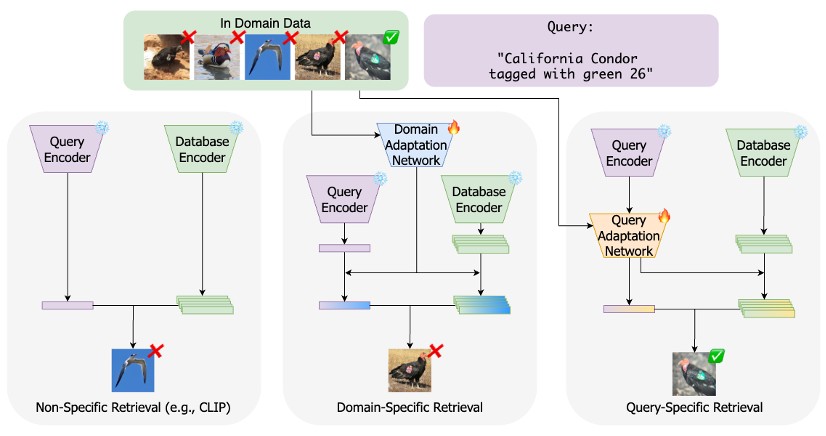 In Domain Data
Query:
"California Condor
tagged with green 26"
Query
Encoder
Database
Encoder
Non-Specific Retrieval (e.g., CLIP)
Domain
Adaptation
Network
Query
Encoder
Database
Encoder
Domain-Specific Retrieval
Query
Encoder
Database
Encoder
Query
Adaptation
Network
Query-Specific Retrieval